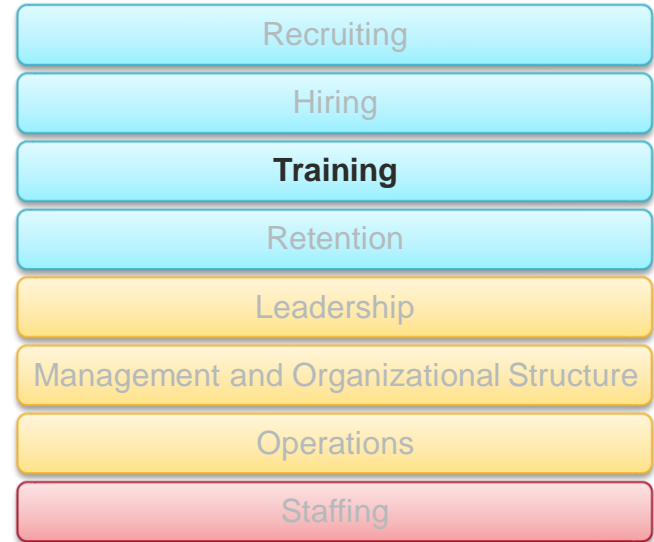 Recruiting
Hiring
Training
Retention
Leadership
Management and Organizational Structure
Operations
Staffing